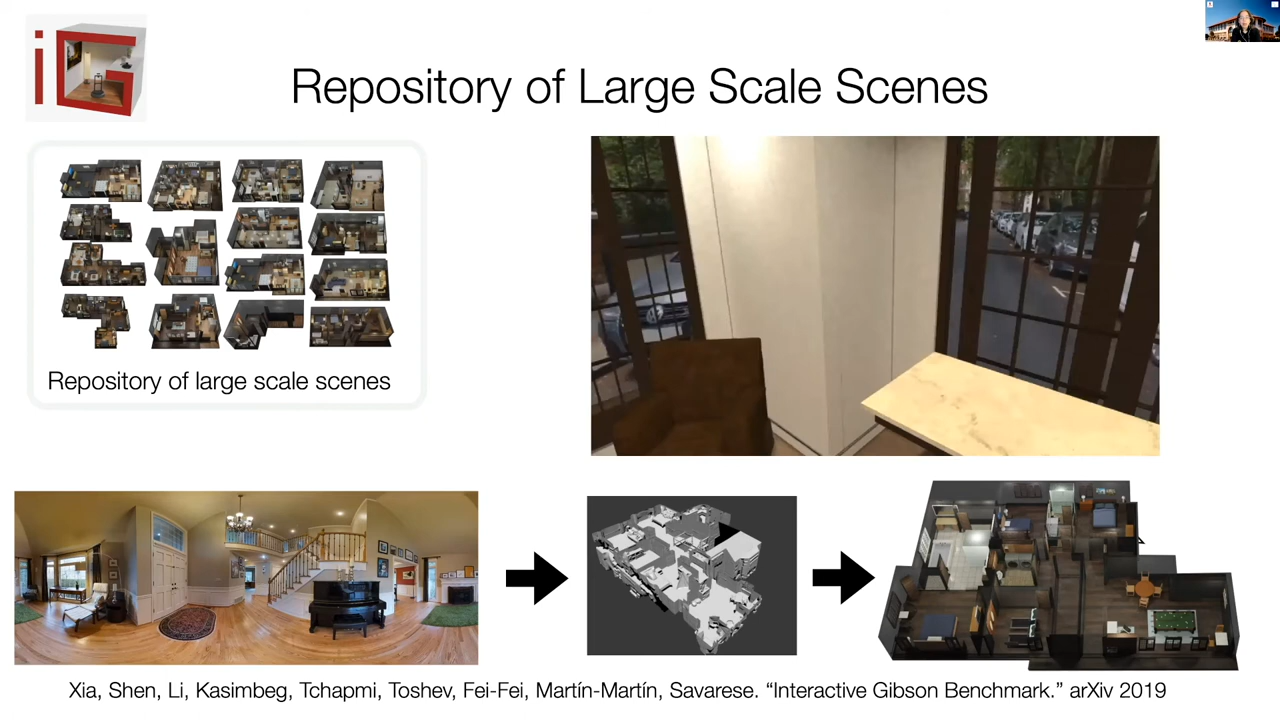 iG
Repository of Large Scale Scenes
Repository of large scale scenes
Xia, Shen, Li, Kasimbeg, Tchapmi, Toshev, Fei-Fei, Martín-Martín, Savarese. “Interactive Gibson Benchmark.” arXiv 2019